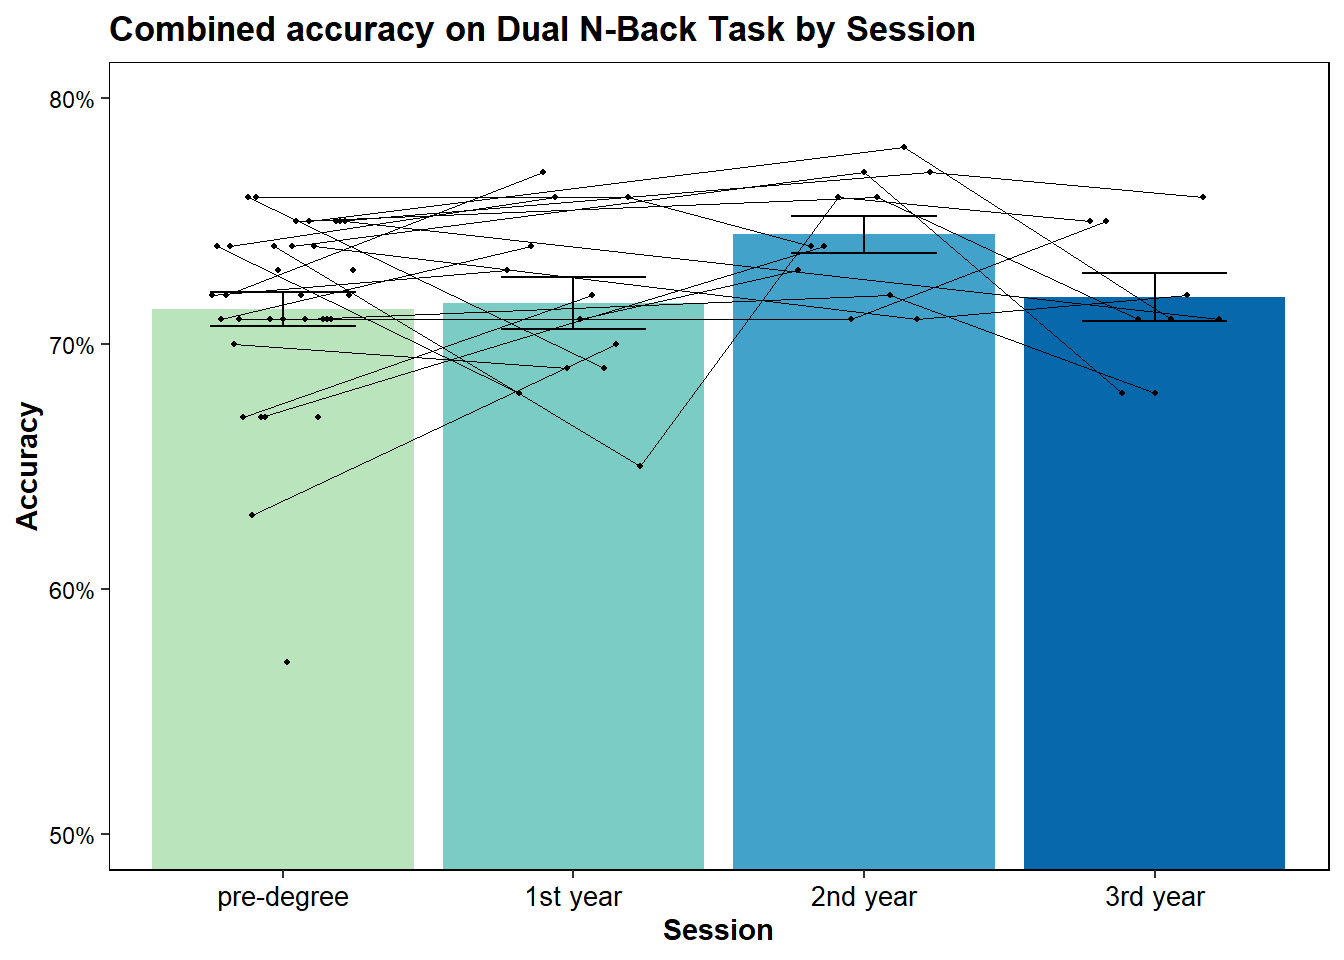 Combined accuracy on Dual N-Back Task by Session
80%
70%
60%
50%
Accuracy
pre-degree
1st year
2nd year
3rd year
Session